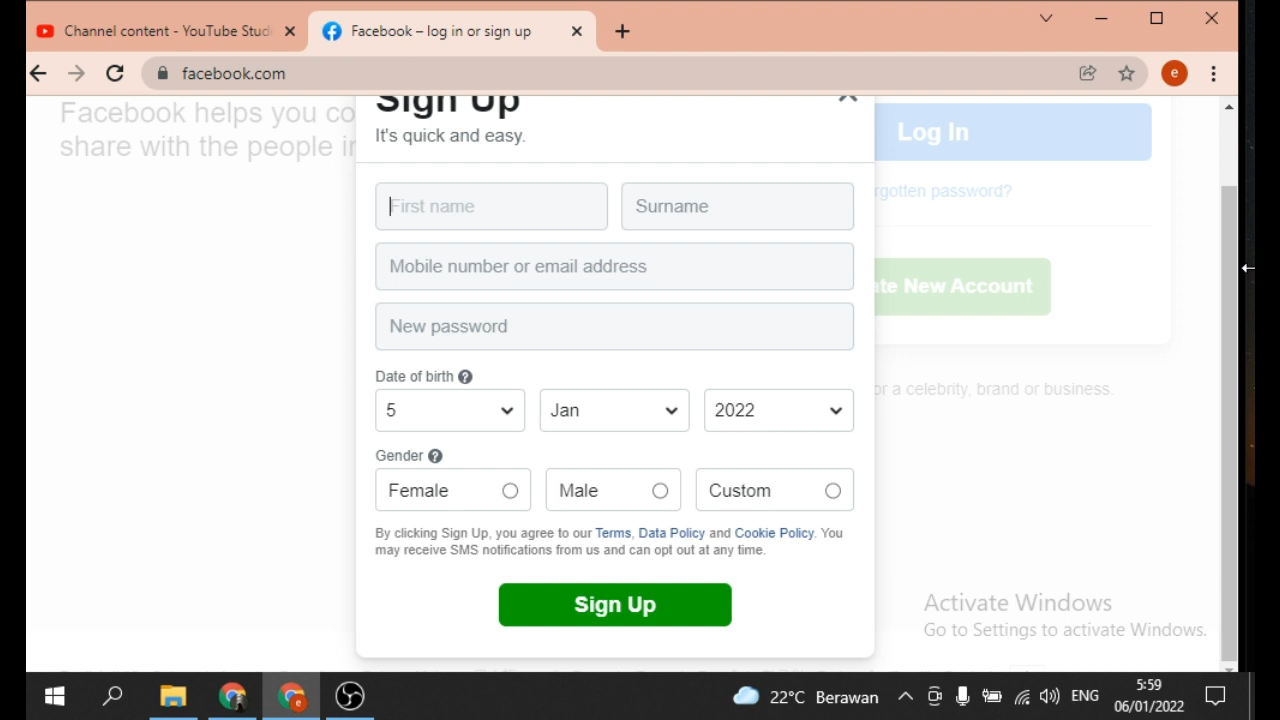 Channel content - YouTube Stud
Facebook – log in or sign up
facebook.com
e
Facebook helps you co
share with the people i
Sign Up
It's quick and easy.
Log In
rgotten password?
First name
Surname
Mobile number or email address
New password
ate New Account
Date of birth
or a celebrity, brand or business.
5
Jan
2022
Gender
Female
Male
Custom
By clicking Sign Up, you agree to our Terms, Data Policy and Cookie Policy. You
may receive SMS notifications from us and can opt out at any time.
Sign Up
Activate Windows
Go to Settings to activate Windows.
22°C Berawan
ENG
5:59
06/01/2022